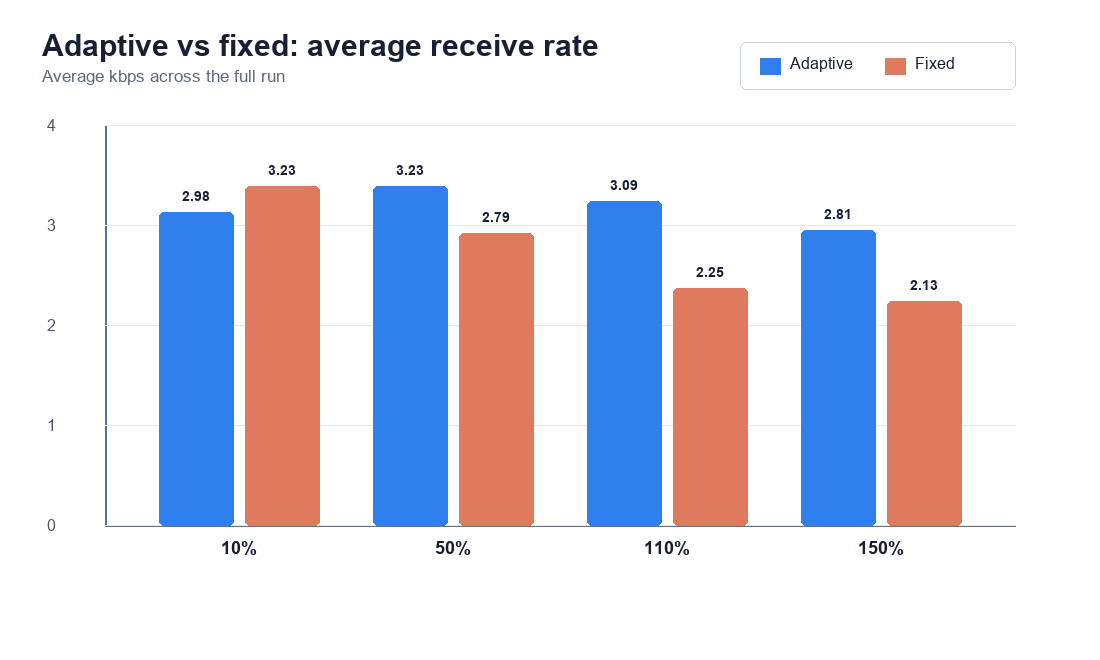 Adaptive vs fixed: average receive rate
Average kbps across the full run
Adaptive Fixed
4
3
2
1
0
2.98 3.23 3.23 2.79 3.09 2.25 2.81 2.13
10% 50% 110% 150%